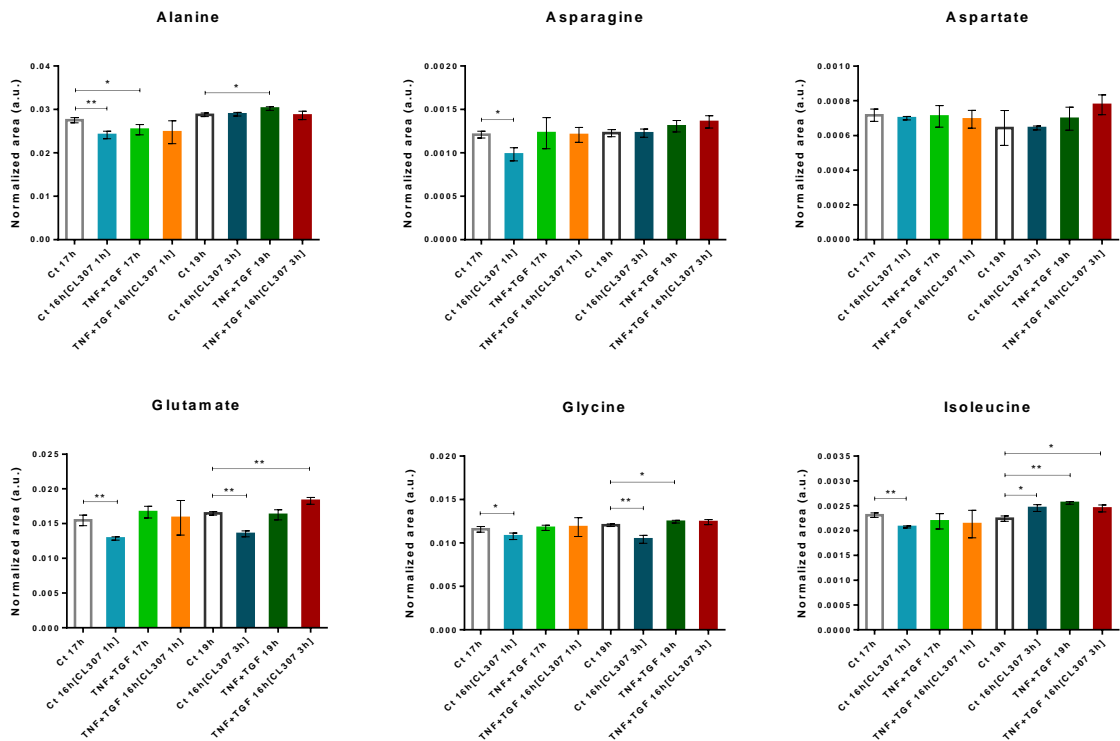 Alanine
Normalized area (a.u.)
0.04
0.03
0.02
0.01
0.00
*
**
*
Ct 17h
Ct 16h[CL307 1h]
TNF+TGF 17h
TNF+TGF 16h[CL307 1h]
Ct 19h
Ct 16h[CL307 3h]
TNF+TGF 19h
TNF+TGF 16h[CL307 3h]
Asparagine
Normalized area (a.u.)
0.0020
0.0015
0.0010
0.0005
0.0000
*
Ct 17h
Ct 16h[CL307 1h]
TNF+TGF 17h
TNF+TGF 16h[CL307 1h]
Ct 19h
Ct 16h[CL307 3h]
TNF+TGF 19h
TNF+TGF 16h[CL307 3h]
Aspartate
Normalized area (a.u.)
0.0010
0.0008
0.0006
0.0004
0.0002
0.0000
Ct 17h
Ct 16h[CL307 1h]
TNF+TGF 17h
TNF+TGF 16h[CL307 1h]
Ct 19h
Ct 16h[CL307 3h]
TNF+TGF 19h
TNF+TGF 16h[CL307 3h]
Glutamate
Normalized area (a.u.)
0.025
0.020
0.015
0.010
0.005
0.000
**
**
**
Ct 17h
Ct 16h[CL307 1h]
TNF+TGF 17h
TNF+TGF 16h[CL307 1h]
Ct 19h
Ct 16h[CL307 3h]
TNF+TGF 19h
TNF+TGF 16h[CL307 3h]
Glycine
Normalized area (a.u.)
0.020
0.015
0.010
0.005
0.000
*
*
**
Ct 17h
Ct 16h[CL307 1h]
TNF+TGF 17h
TNF+TGF 16h[CL307 1h]
Ct 19h
Ct 16h[CL307 3h]
TNF+TGF 19h
TNF+TGF 16h[CL307 3h]
Isoleucine
Normalized area (a.u.)
0.0035
0.0030
0.0025
0.0020
0.0015
0.0010
0.0005
0.0000
**
*
**
*
Ct 17h
Ct 16h[CL307 1h]
TNF+TGF 17h
TNF+TGF 16h[CL307 1h]
Ct 19h
Ct 16h[CL307 3h]
TNF+TGF 19h
TNF+TGF 16h[CL307 3h]